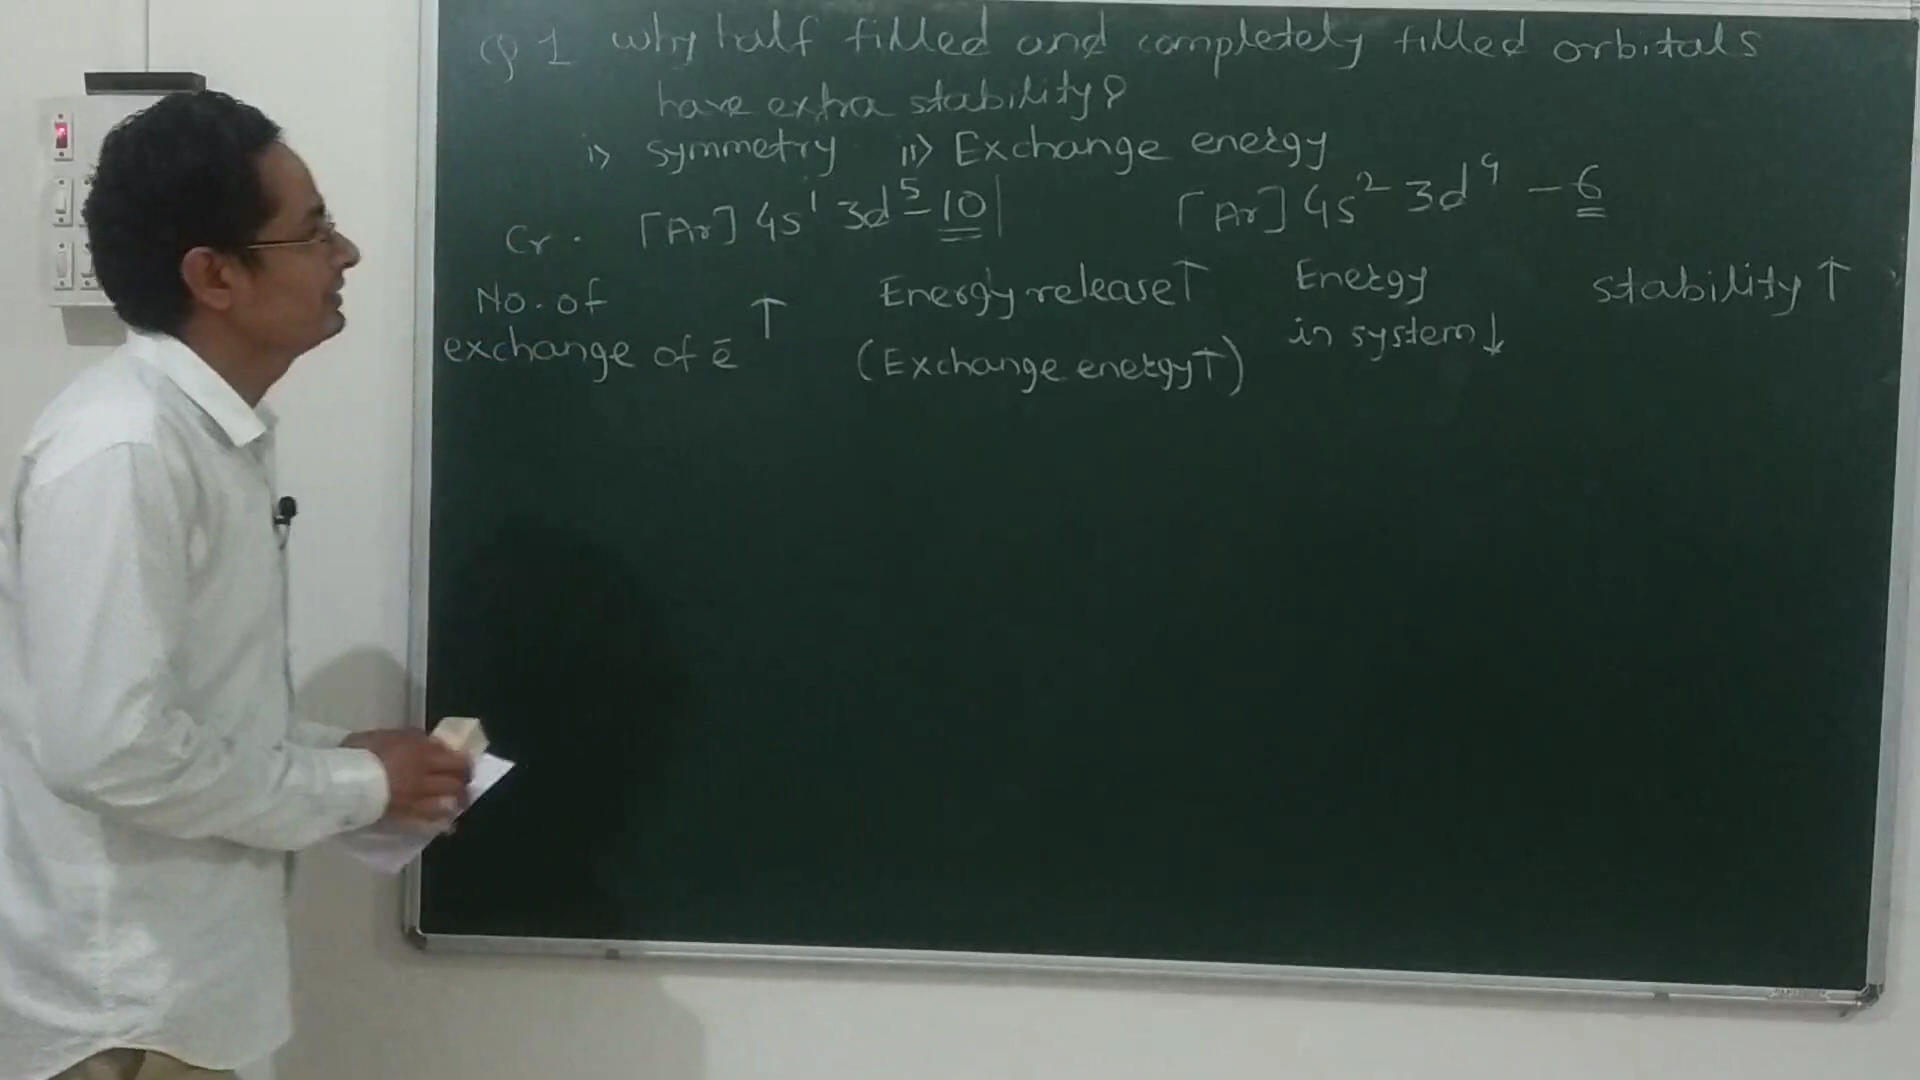 Q 1 why half filled and completely filled orbitals
have extra stability?
i) symmetry ii) Exchange energy
Cr. [Ar] 4s¹ 3d⁵ – 10 [Ar] 4s² 3d⁴ – 6
No. of exchange of ē ↑
Energy release ↑
(Exchange energy ↑)
Energy
in system ↓
stability ↑